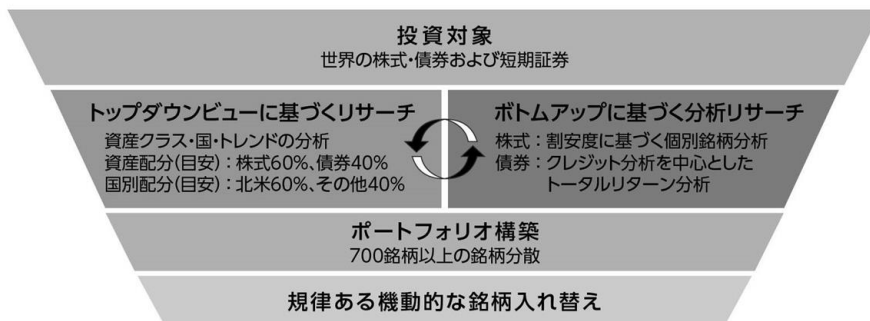 投資対象
世界の株式・債券および短期証券
トップダウンビューに基づくリサーチ
資産クラス・国・トレンドの分析
資産配分(目安)：株式60%、債券40%
国別配分(目安)：北米60%、その他40%
ボトムアップに基づく分析リサーチ
株式：割安度に基づく個別銘柄分析
債券：クレジット分析を中心とした
トータルリターン分析
ポートフォリオ構築
700銘柄以上の銘柄分散
規律ある機動的な銘柄入れ替え